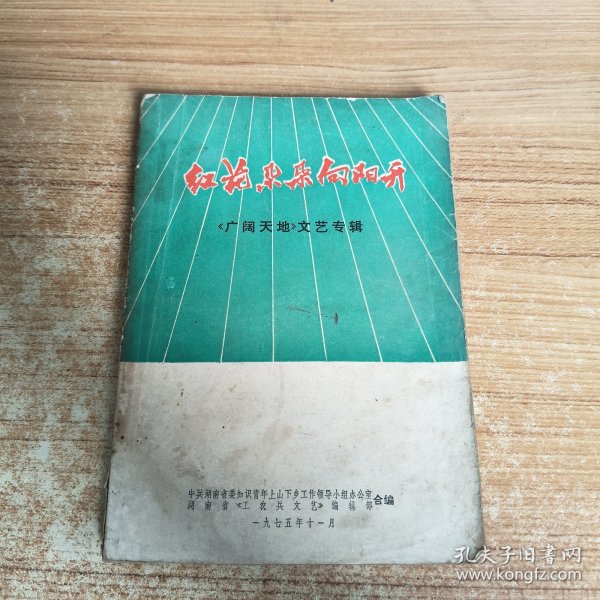 红花朵朵向阳开
《广阔天地》文艺专辑
中共湖南省委知识青年上山下乡工作领导小组办公室
湖南省《工农兵文艺》编辑部
合编
一九七五年十一月
孔夫子旧书网
www.kongfz.com